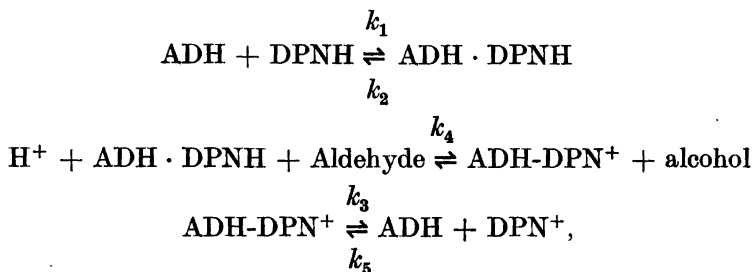 k₁
ADH + DPNH ⇌ ADH · DPNH
k₂
k₄
H⁺ + ADH · DPNH + Aldehyde ⇌ ADH-DPN⁺ + alcohol
k₃
ADH-DPN⁺ ⇌ ADH + DPN⁺,
k₅